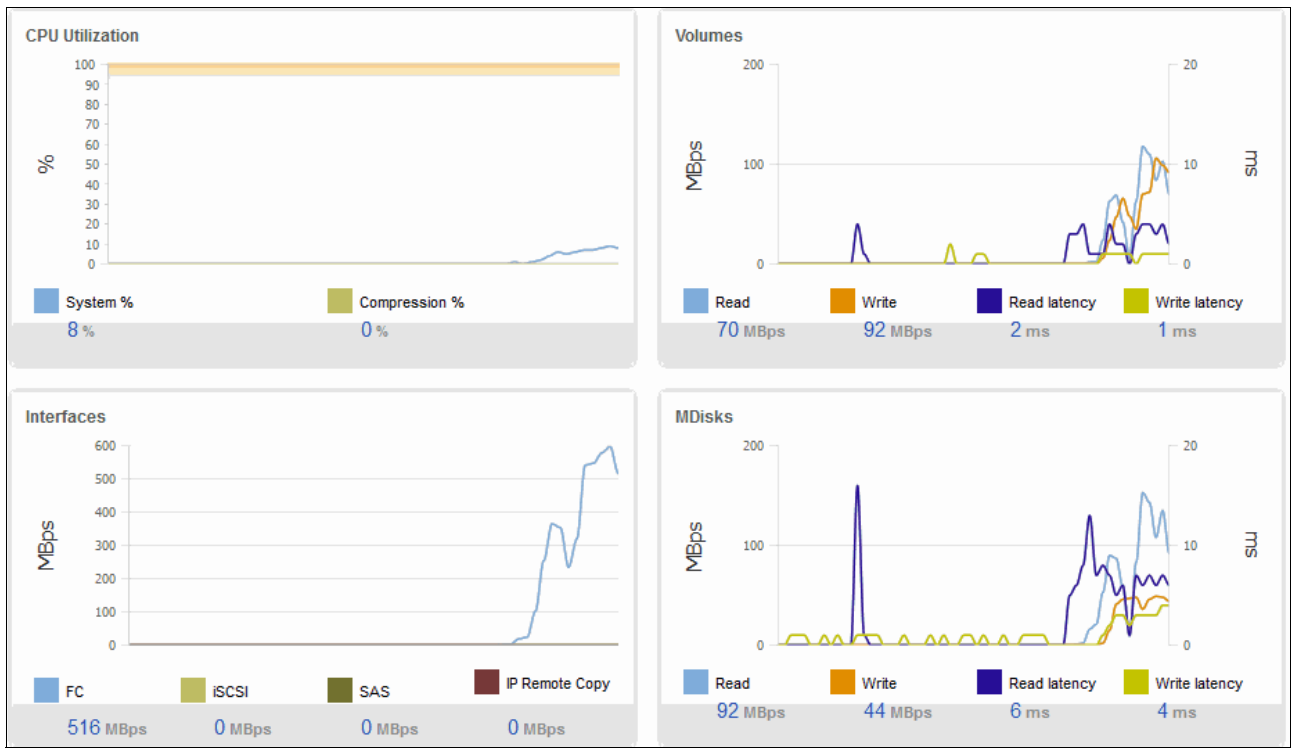 CPU Utilization
100
90
80
70
60
50
40
30
20
10
0
%
System %
Compression %
8 %
0 %
Volumes
200
100
0
MBps
20
10
0
ms
Read
Write
Read latency
Write latency
70 MBps
92 MBps
2 ms
1 ms
Interfaces
600
500
400
300
200
100
0
MBps
FC
iSCSI
SAS
IP Remote Copy
516 MBps
0 MBps
0 MBps
0 MBps
MDisks
200
100
0
MBps
20
10
0
ms
Read
Write
Read latency
Write latency
92 MBps
44 MBps
6 ms
4 ms